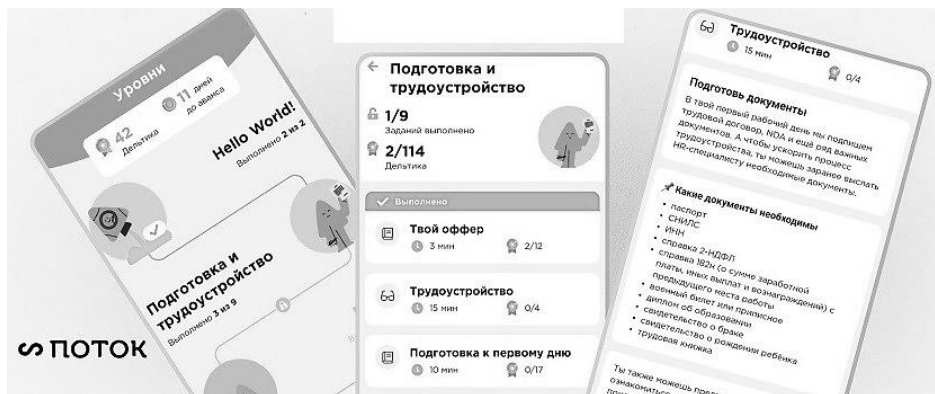 Уровни
42
Дельтика
11 дней
до аванса
Hello World!
Выполнено 2 из 2
Подготовка и
трудоустройство
Выполнено 3 из 9
ПОТОК
Подготовка и
трудоустройство
1/9
Заданий выполнено
2/114
Дельтика
Выполнено
Твой оффер
3 мин 2/12
Трудоустройство
15 мин 0/4
Подготовка к первому дню
10 мин 0/17
Трудоустройство
15 мин 0/4
Подготовь документы
В твой первый рабочий день мы подпишем
трудовой договор, NDA и ещё ряд важных
документов. А чтобы ускорить процесс
трудоустройства, ты можешь заранее выслать
HR-специалисту необходимые документы.
Какие документы необходимы
• паспорт
• СНИЛС
• ИНН
• справка 2-НДФЛ
• справка 182н (о сумме заработной
платы, иных выплат и вознаграждений) с
предыдущего места работы
• военный билет или приписное
• диплом об образовании
• свидетельство о браке
• свидетельство о рождении ребёнка
• трудовая книжка
Ты также можешь
ознакомиться